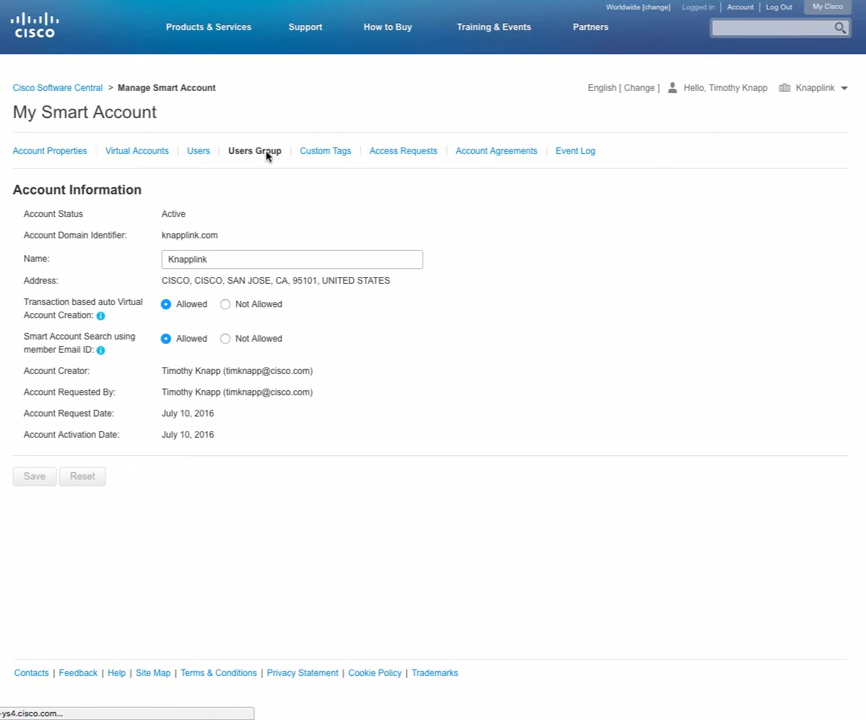 Worldwide [change] Logged In Account Log Out My Cisco
CISCO
Products & Services Support How to Buy Training & Events Partners
Cisco Software Central > Manage Smart Account
English [ Change ] Hello, Timothy Knapp Knapplink
My Smart Account
Account Properties Virtual Accounts Users Users Group Custom Tags Access Requests Account Agreements Event Log
Account Information
Account Status Active
Account Domain Identifier: knapplink.com
Name: Knapplink
Address: CISCO, CISCO, SAN JOSE, CA, 95101, UNITED STATES
Transaction based auto Virtual
Account Creation: Allowed Not Allowed
Smart Account Search using
member Email ID: Allowed Not Allowed
Account Creator: Timothy Knapp (timknapp@cisco.com)
Account Requested By: Timothy Knapp (timknapp@cisco.com)
Account Request Date: July 10, 2016
Account Activation Date: July 10, 2016
Save Reset
Contacts | Feedback | Help | Site Map | Terms & Conditions | Privacy Statement | Cookie Policy | Trademarks
-ys4.cisco.com...